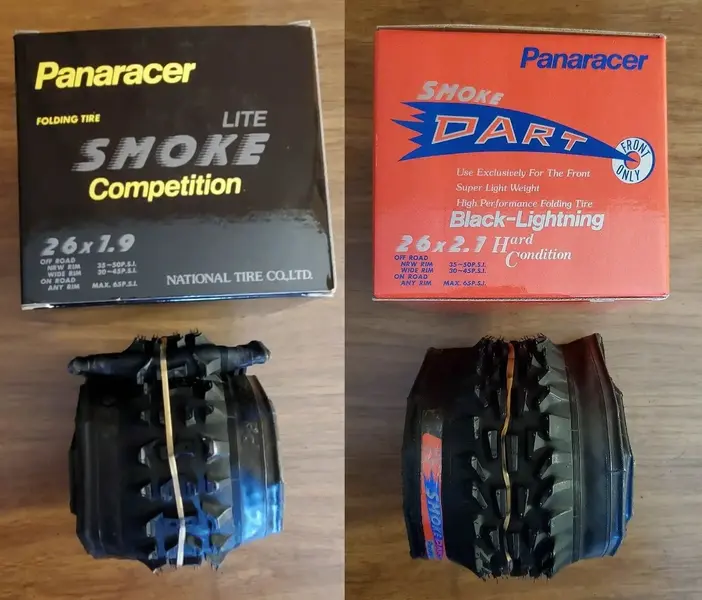 Panaracer
FOLDING TIRE
LITE
SMOKE
Competition
26x1.9
OFF ROAD
NRW RIM 35-50P.S.I.
WIDE RIM 30-45P.S.I.
ON ROAD
ANY RIM MAX. 65P.S.I.
NATIONAL TIRE CO.,LTD.
Panaracer
SMOKE
DART
FRONT
ONLY
Use Exclusively For The Front
Super Light Weight
High Performance Folding Tire
Black-Lightning
26x2.1 Hard
Condition
OFF ROAD
NRW RIM 35-50P.S.I.
WIDE RIM 30-45P.S.I.
ON ROAD
ANY RIM MAX. 65P.S.I.
SMOKE